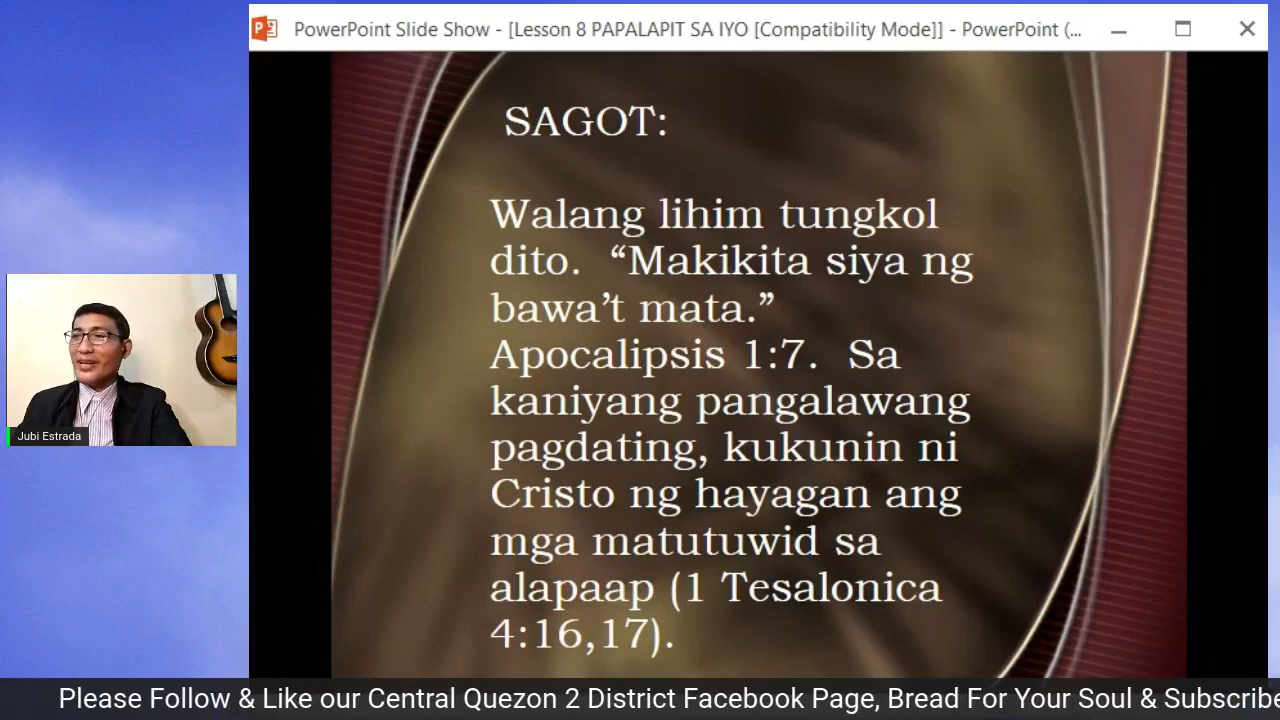 PowerPoint Slide Show - [Lesson 8 PAPALAPIT SA IYO [Compatibility Mode]] - PowerPoint (...
SAGOT:
Walang lihim tungkol
dito.  “Makikita siya ng
bawa’t mata.”
Apocalipsis 1:7.  Sa
kaniyang pangalawang
pagdating, kukunin ni
Cristo ng hayagan ang
mga matutuwid sa
alapaap (1 Tesalonica
4:16,17).
Jubi Estrada
Please Follow & Like our Central Quezon 2 District Facebook Page, Bread For Your Soul & Subscribe